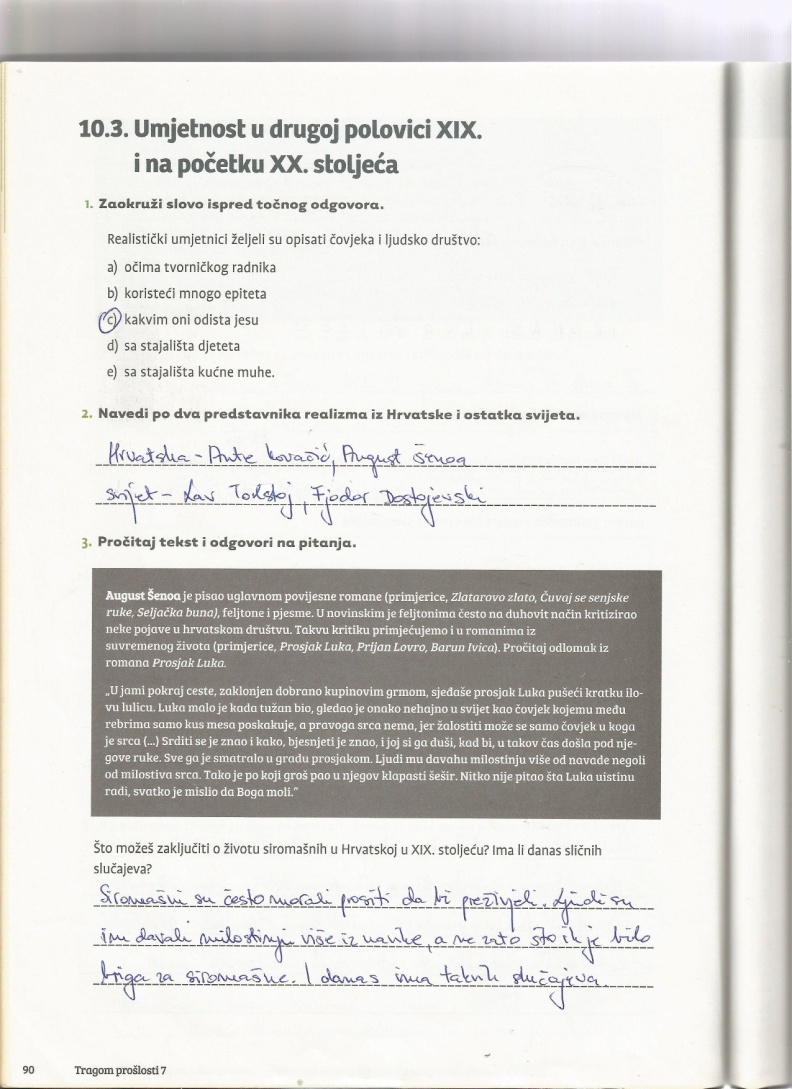 10.3. Umjetnost u drugoj polovici XIX.
i na početku XX. stoljeća
1. Zaokruži slovo ispred točnog odgovora.
Realistički umjetnici željeli su opisati čovjeka i ljudsko društvo:
a) očima tvorničkog radnika
b) koristeći mnogo epiteta
c) kakvim oni odista jesu
d) sa stajališta djeteta
e) sa stajališta kućne muhe.
2. Navedi po dva predstavnika realizma iz Hrvatske i ostatka svijeta.
Hrvatska - Ante Kovačić, August Šenoa
svijet - Lav Tolstoj, Fjodor Dostojevski
3. Pročitaj tekst i odgovori na pitanja.
August Šenoa je pisao uglavnom povijesne romane (primjerice, Zlatarovo zlato, Čuvaj se senjske
ruke, Seljačka buna), feljtone i pjesme. U novinskim je feljtonima često na duhovit način kritizirao
neke pojave u hrvatskom društvu. Takvu kritiku primjećujemo i u romanima iz
suvremenog života (primjerice, Prosjak Luka, Prijan Lovro, Barun Ivica). Pročitaj odlomak iz
romana Prosjak Luka.
„U jami pokraj ceste, zaklonjen dobrano kupinovim grmom, sjeđaše prosjak Luka pušeći kratku ilo-
vu lulicu. Luka malo je kada tužan bio, gledao je onako nehajno u svijet kao čovjek kojemu među
rebrima samo kus mesa poskakuje, a pravoga srca nema, jer žalostiti može se samo čovjek u koga
je srca (...) Srditi se je znao i kako, bjesnjeti je znao, i joj si ga duši, kad bi, u takov čas došla pod nje-
gove ruke. Sve ga je smatralo u gradu prosjakom. Ljudi mu davahu milostinju više od navade negoli
od milostiva srca. Tako je po koji groš pao u njegov klapasti šešir. Nitko nije pitao šta Luka uistinu
radi, svatko je mislio da Boga moli.“
Što možeš zaključiti o životu siromašnih u Hrvatskoj u XIX. stoljeću? Ima li danas sličnih
slučajeva?
Siromašni su često morali prositi da bi preživjeli. Ljudi su
im davali milostinju više iz navike, a ne zato što ih je bilo
briga za siromašne. I danas ima takvih slučajeva.
90 Tragom prošlosti 7